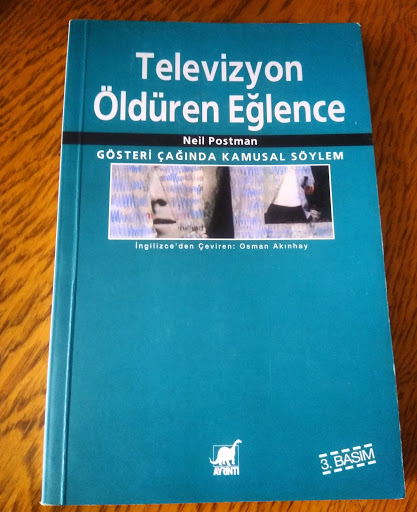 Televizyon
Öldüren Eğlence
Neil Postman
GÖSTERİ ÇAĞINDA KAMUSAL SÖYLEM
İngilizce'den Çeviren: Osman Akınhay
AYRINTI
3. BASIM